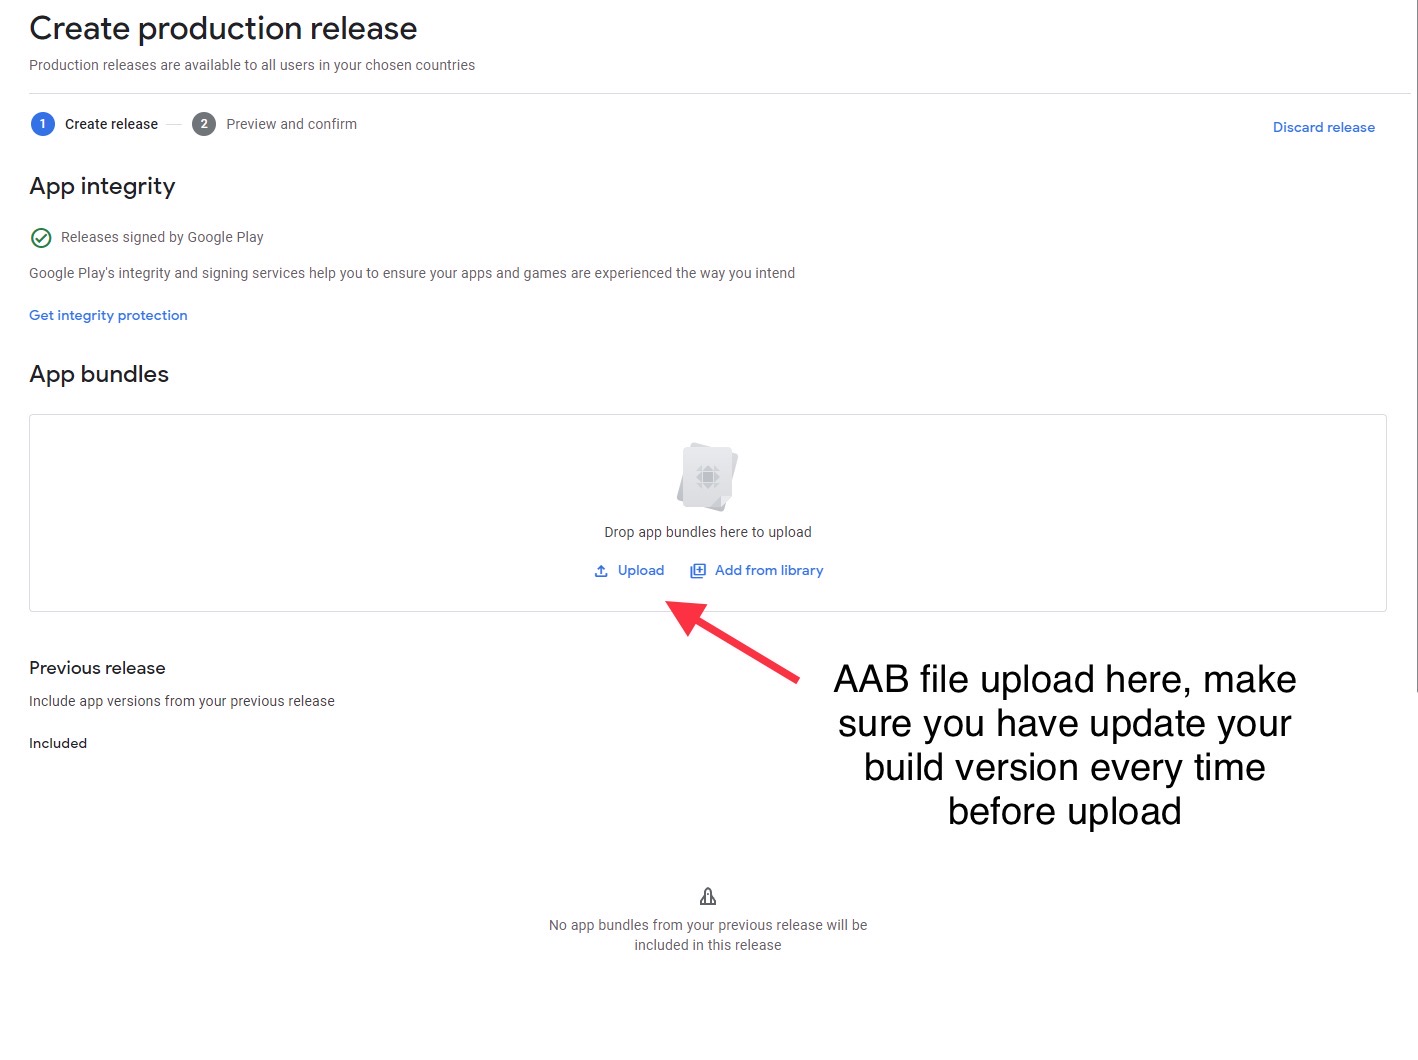 Create production release
Production releases are available to all users in your chosen countries
1 Create release 2 Preview and confirm
Discard release
App integrity
Releases signed by Google Play
Google Play's integrity and signing services help you to ensure your apps and games are experienced the way you intend
Get integrity protection
App bundles
Drop app bundles here to upload
Upload Add from library
Previous release
Include app versions from your previous release
Included
AAB file upload here, make
sure you have update your
build version every time
before upload
No app bundles from your previous release will be
included in this release